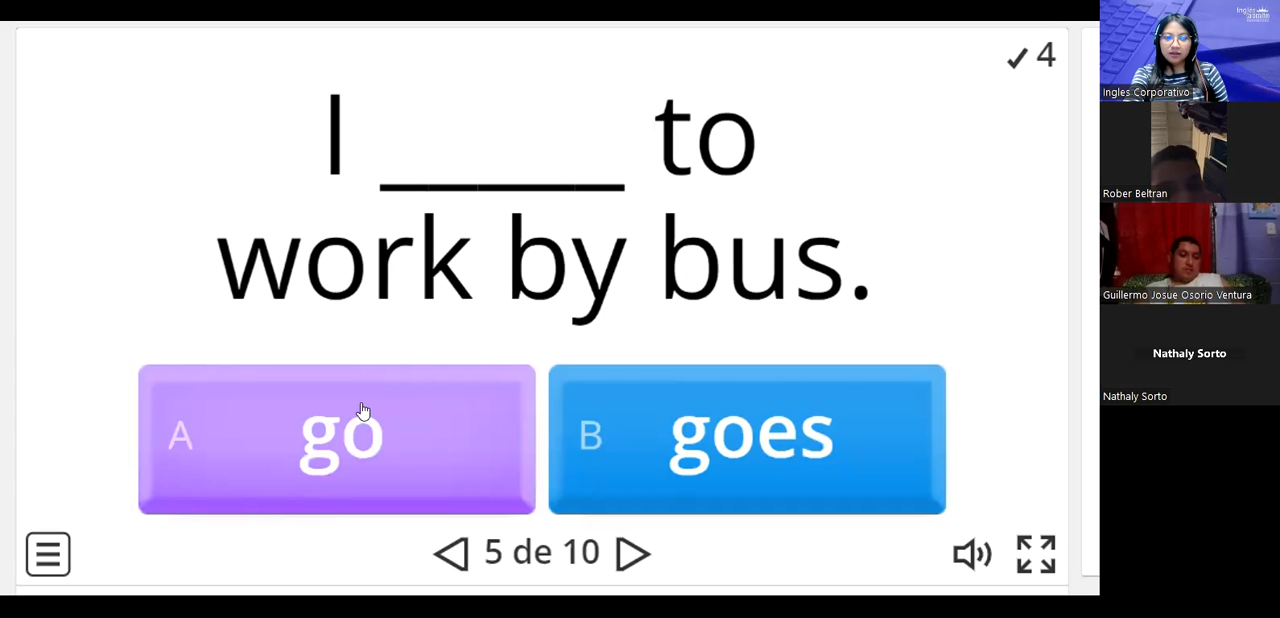 ✓ 4
I _____ to
work by bus.
A go
B goes
5 de 10
Ingles Corporativo
Rober Beltran
Guillermo Josue Osorio Ventura
Nathaly Sorto
Nathaly Sorto